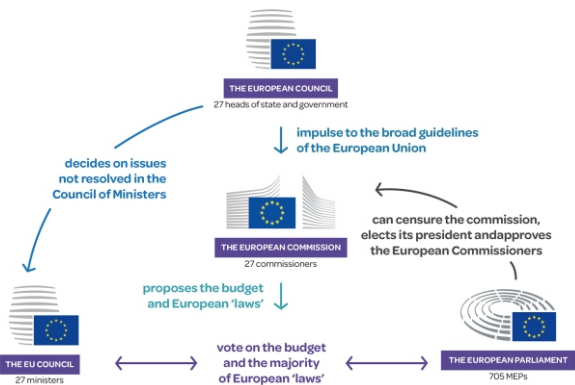 THE EUROPEAN COUNCIL
27 heads of state and government
impulse to the broad guidelines
of the European Union
decides on issues
not resolved in the
Council of Ministers
can censure the commission,
elects its president andapproves
the European Commissioners
THE EUROPEAN COMMISSION
27 commissioners
proposes the budget
and European ‘laws’
THE EU COUNCIL
27 ministers
vote on the budget
and the majority
of European ‘laws’
THE EUROPEAN PARLIAMENT
705 MEPs